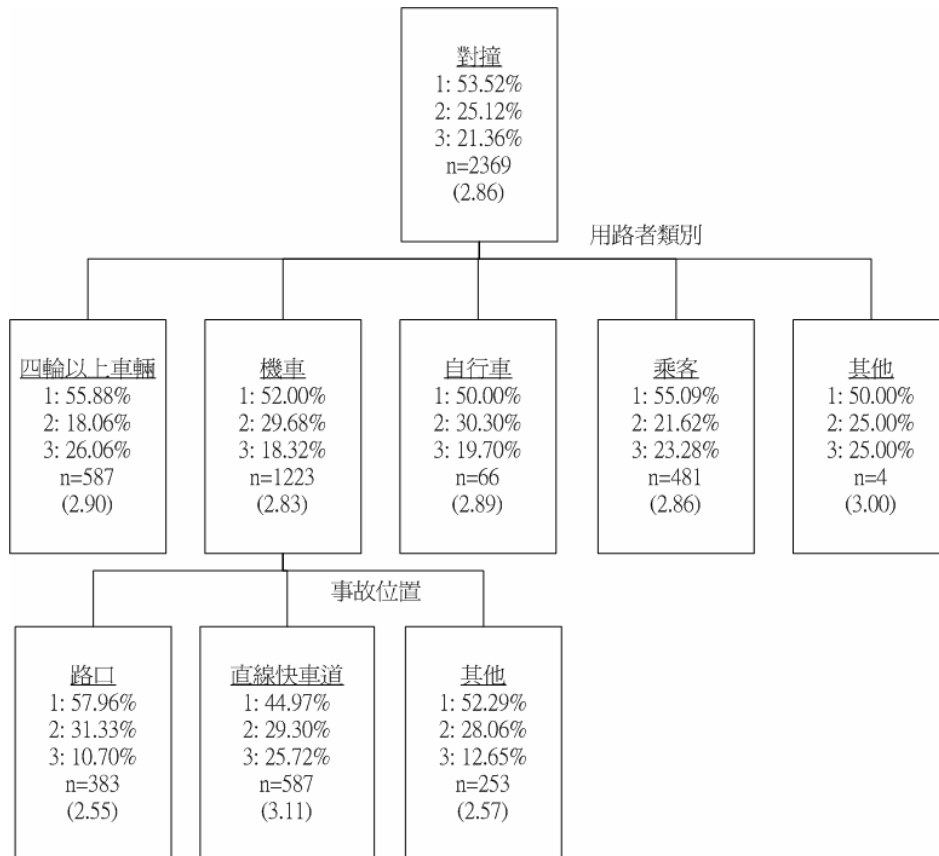 對撞
1: 53.52%
2: 25.12%
3: 21.36%
n=2369
(2.86)
用路者類別
四輪以上車輛
1: 55.88%
2: 18.06%
3: 26.06%
n=587
(2.90)
機車
1: 52.00%
2: 29.68%
3: 18.32%
n=1223
(2.83)
自行車
1: 50.00%
2: 30.30%
3: 19.70%
n=66
(2.89)
乘客
1: 55.09%
2: 21.62%
3: 23.28%
n=481
(2.86)
其他
1: 50.00%
2: 25.00%
3: 25.00%
n=4
(3.00)
事故位置
路口
1: 57.96%
2: 31.33%
3: 10.70%
n=383
(2.55)
直線快車道
1: 44.97%
2: 29.30%
3: 25.72%
n=587
(3.11)
其他
1: 52.29%
2: 28.06%
3: 12.65%
n=253
(2.57)